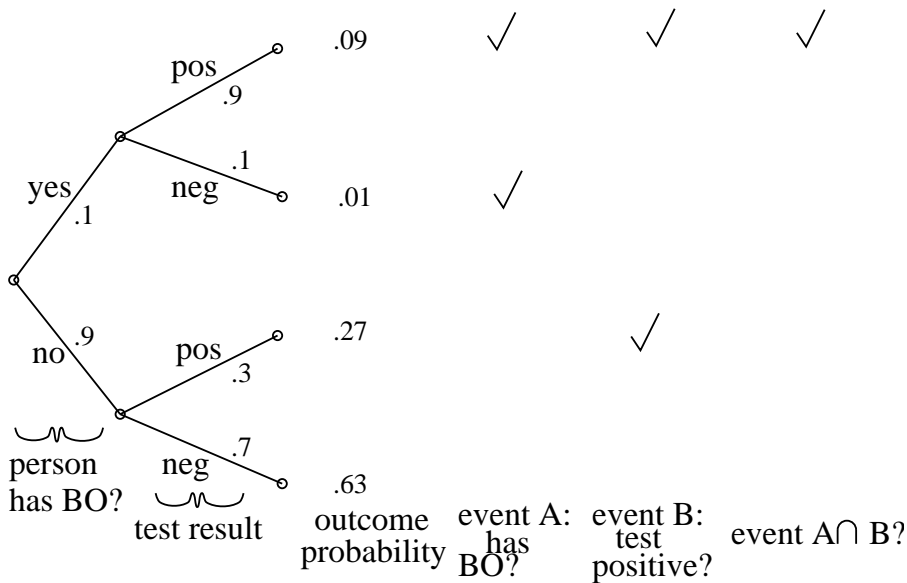 pos
.9
.09
yes
.1
.1
neg
.01
no
.9
pos
.3
.27
.7
neg
.63
person
has BO?
test result
outcome
probability
event A:
has
BO?
event B:
test
positive?
event A∩ B?